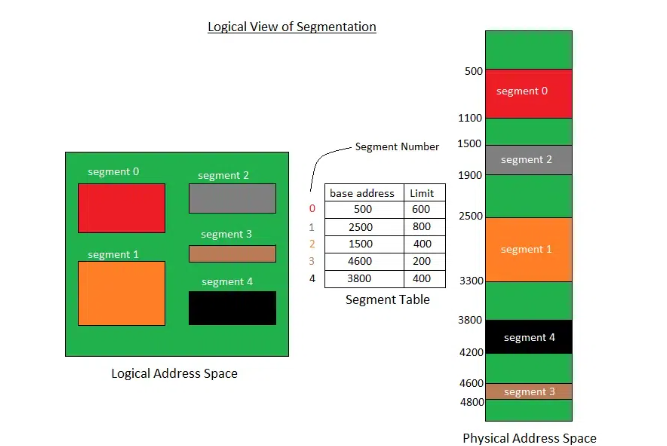 Logical View of Segmentation
segment 0
segment 2
segment 3
segment 1
segment 4
Logical Address Space
Segment Number
base address Limit
0 500 600
1 2500 800
2 1500 400
3 4600 200
4 3800 400
Segment Table
500
segment 0
1100
1500
segment 2
1900
2500
segment 1
3300
3800
segment 4
4200
4600
segment 3
4800
Physical Address Space